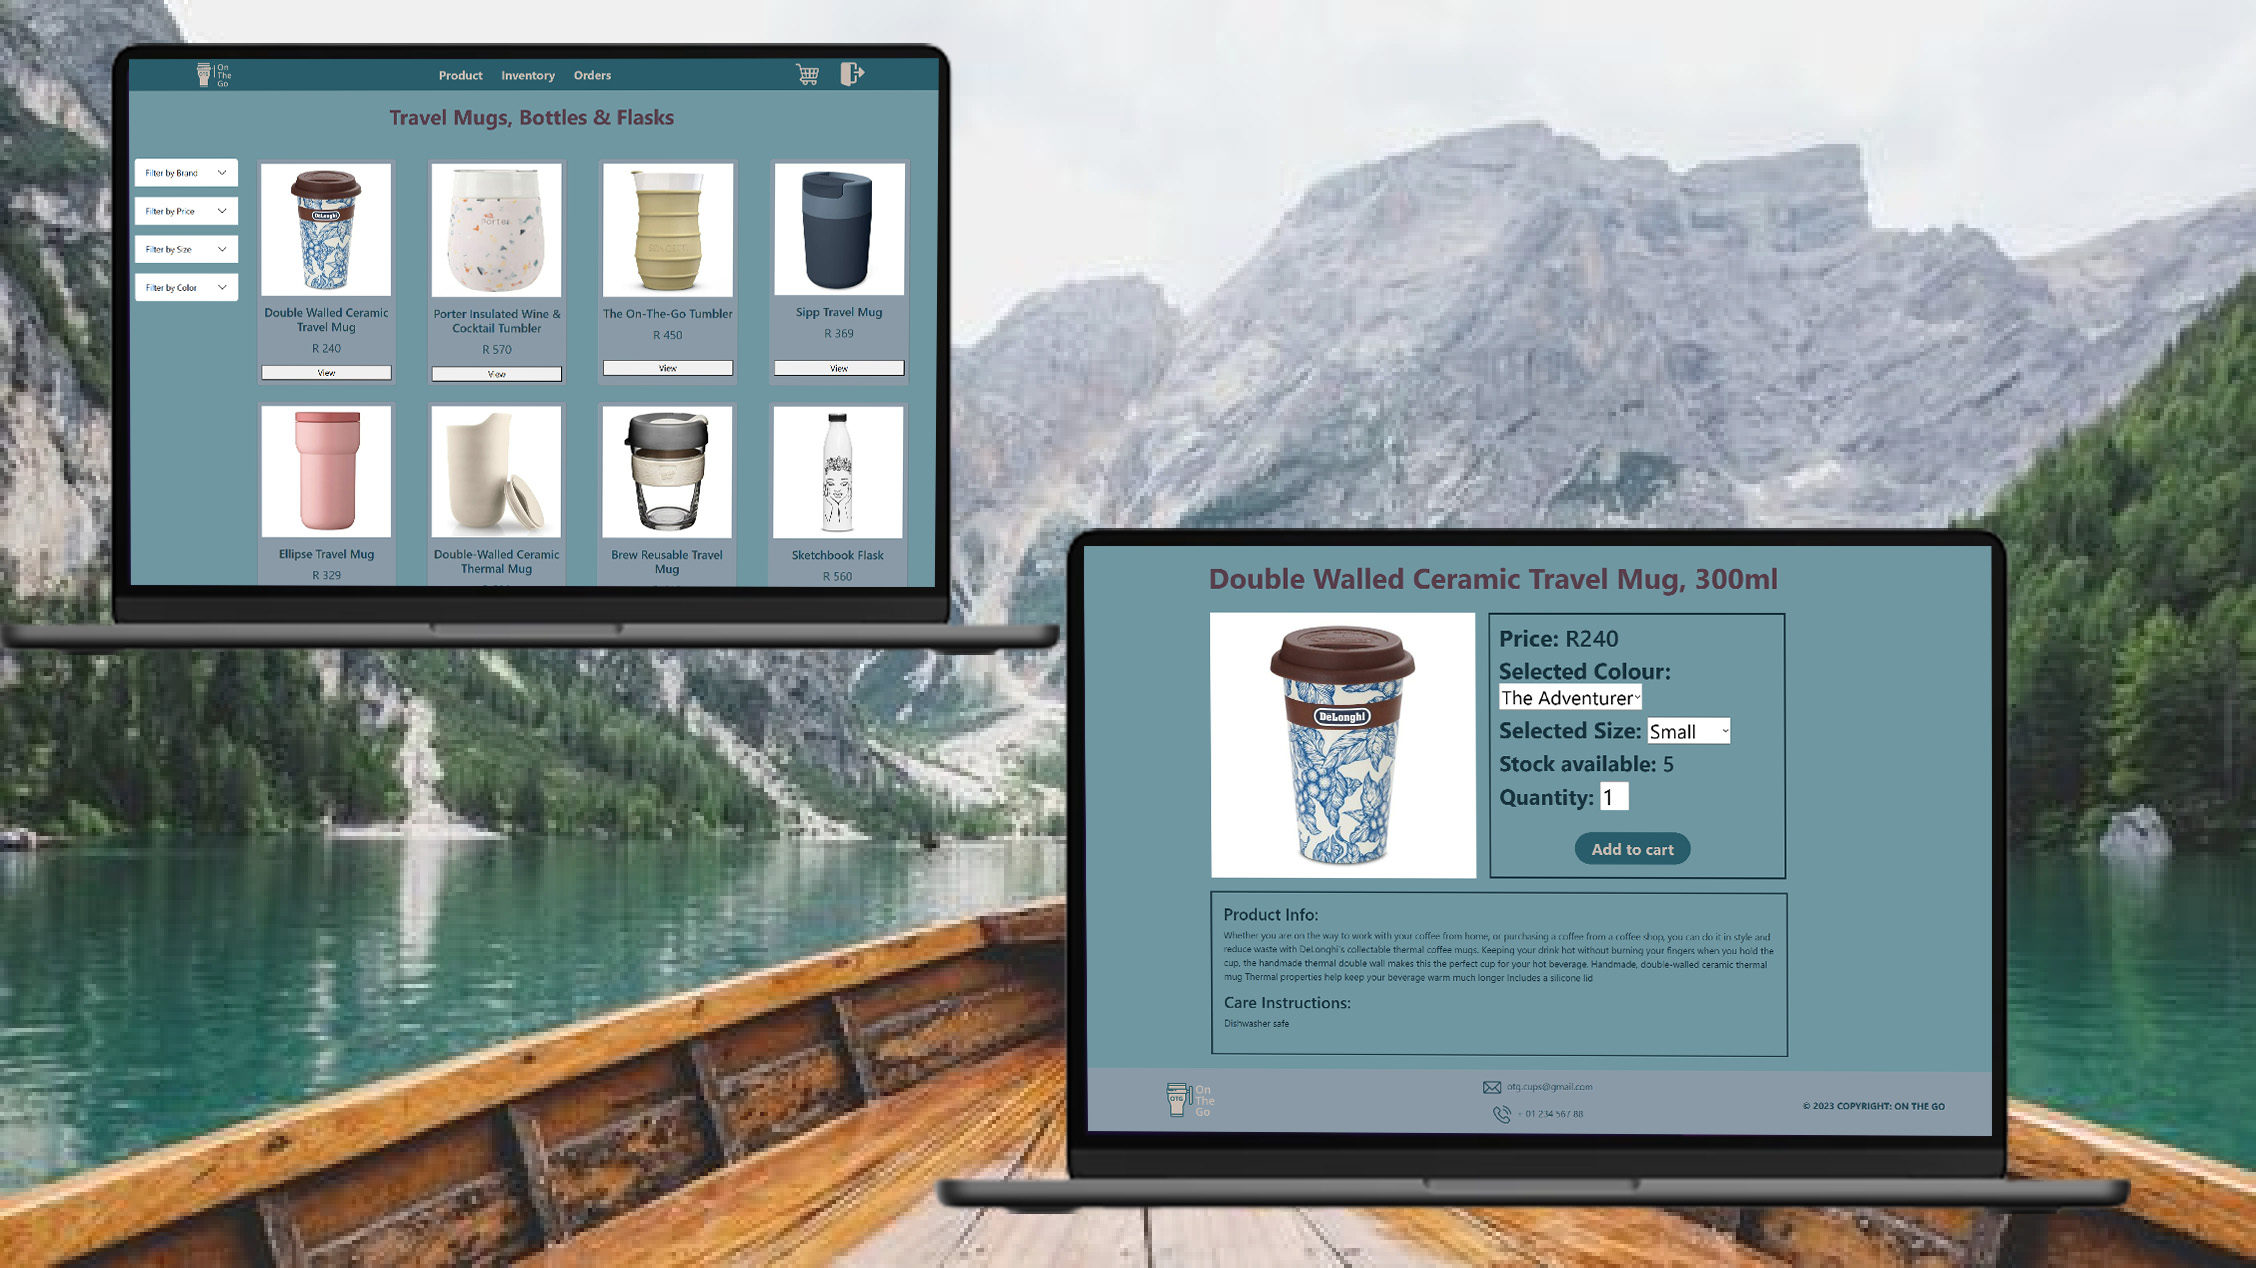 On
The
Go
OTG
Product Inventory Orders
Travel Mugs, Bottles & Flasks
Filter by Brand
Filter by Price
Filter by Size
Filter by Color
DeLonghi
Double Walled Ceramic
Travel Mug
R 240
View
Porter
Porter Insulated Wine &
Cocktail Tumbler
R 570
View
The On-The-Go Tumbler
R 450
View
Sipp Travel Mug
R 369
View
Ellipse Travel Mug
R 329
Double-Walled Ceramic
Thermal Mug
Brew Reusable Travel
Mug
Sketchbook Flask
R 560
Double Walled Ceramic Travel Mug, 300ml
DeLonghi
Price: R240
Selected Colour:
The Adventurer
Selected Size: Small
Stock available: 5
Quantity: 1
Add to cart
Product Info:
Whether you are on the way to work with your coffee from home, or purchasing a coffee from a coffee shop, you can do it in style and
reduce waste with DeLonghi's collectable thermal coffee mugs. Keeping your drink hot without burning your fingers when you hold the
cup, the handmade thermal double wall makes this the perfect cup for your hot beverage. Handmade, double-walled ceramic thermal
mug Thermal properties help keep your beverage warm much longer Includes a silicone lid
Care Instructions:
Dishwasher safe
OTG
On
The
Go
otg.cups@gmail.com
+ 01 234 567 88
© 2023 COPYRIGHT: ON THE GO